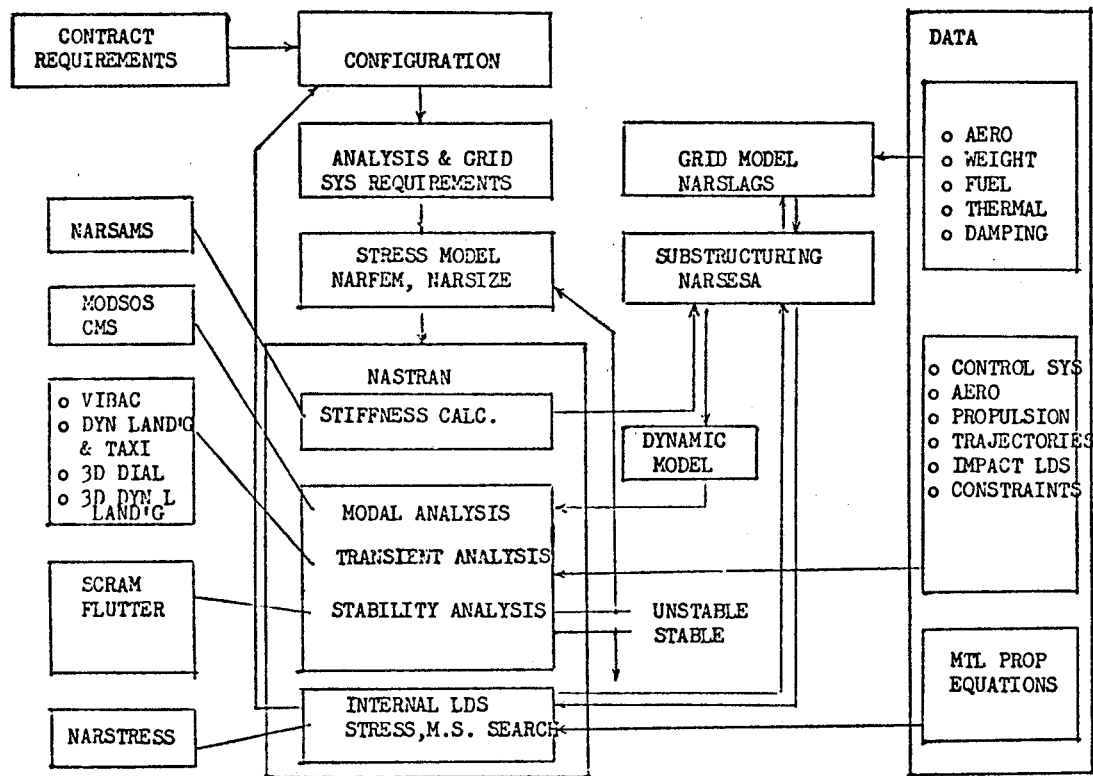 CONTRACT
REQUIREMENTS
CONFIGURATION
DATA
ANALYSIS & GRID
SYS REQUIREMENTS
GRID MODEL
NARSLAGS
o AERO
o WEIGHT
o FUEL
o THERMAL
o DAMPING
NARSAMS
STRESS MODEL
NARFEM, NARSIZE
SUBSTRUCTURING
NARSESA
MODSOS
CMS
NASTRAN
STIFFNESS CALC.
o VIBAC
o DYN LAND'G
& TAXI
o 3D DIAL
o 3D DYN L
LAND'G
DYNAMIC
MODEL
o CONTROL SYS
o AERO
o PROPULSION
o TRAJECTORIES
o IMPACT LDS
o CONSTRAINTS
MODAL ANALYSIS
TRANSIENT ANALYSIS
STABILITY ANALYSIS
SCRAM
FLUTTER
UNSTABLE
STABLE
MTL PROP
EQUATIONS
INTERNAL LDS
STRESS, M.S. SEARCH
NARSTRESS